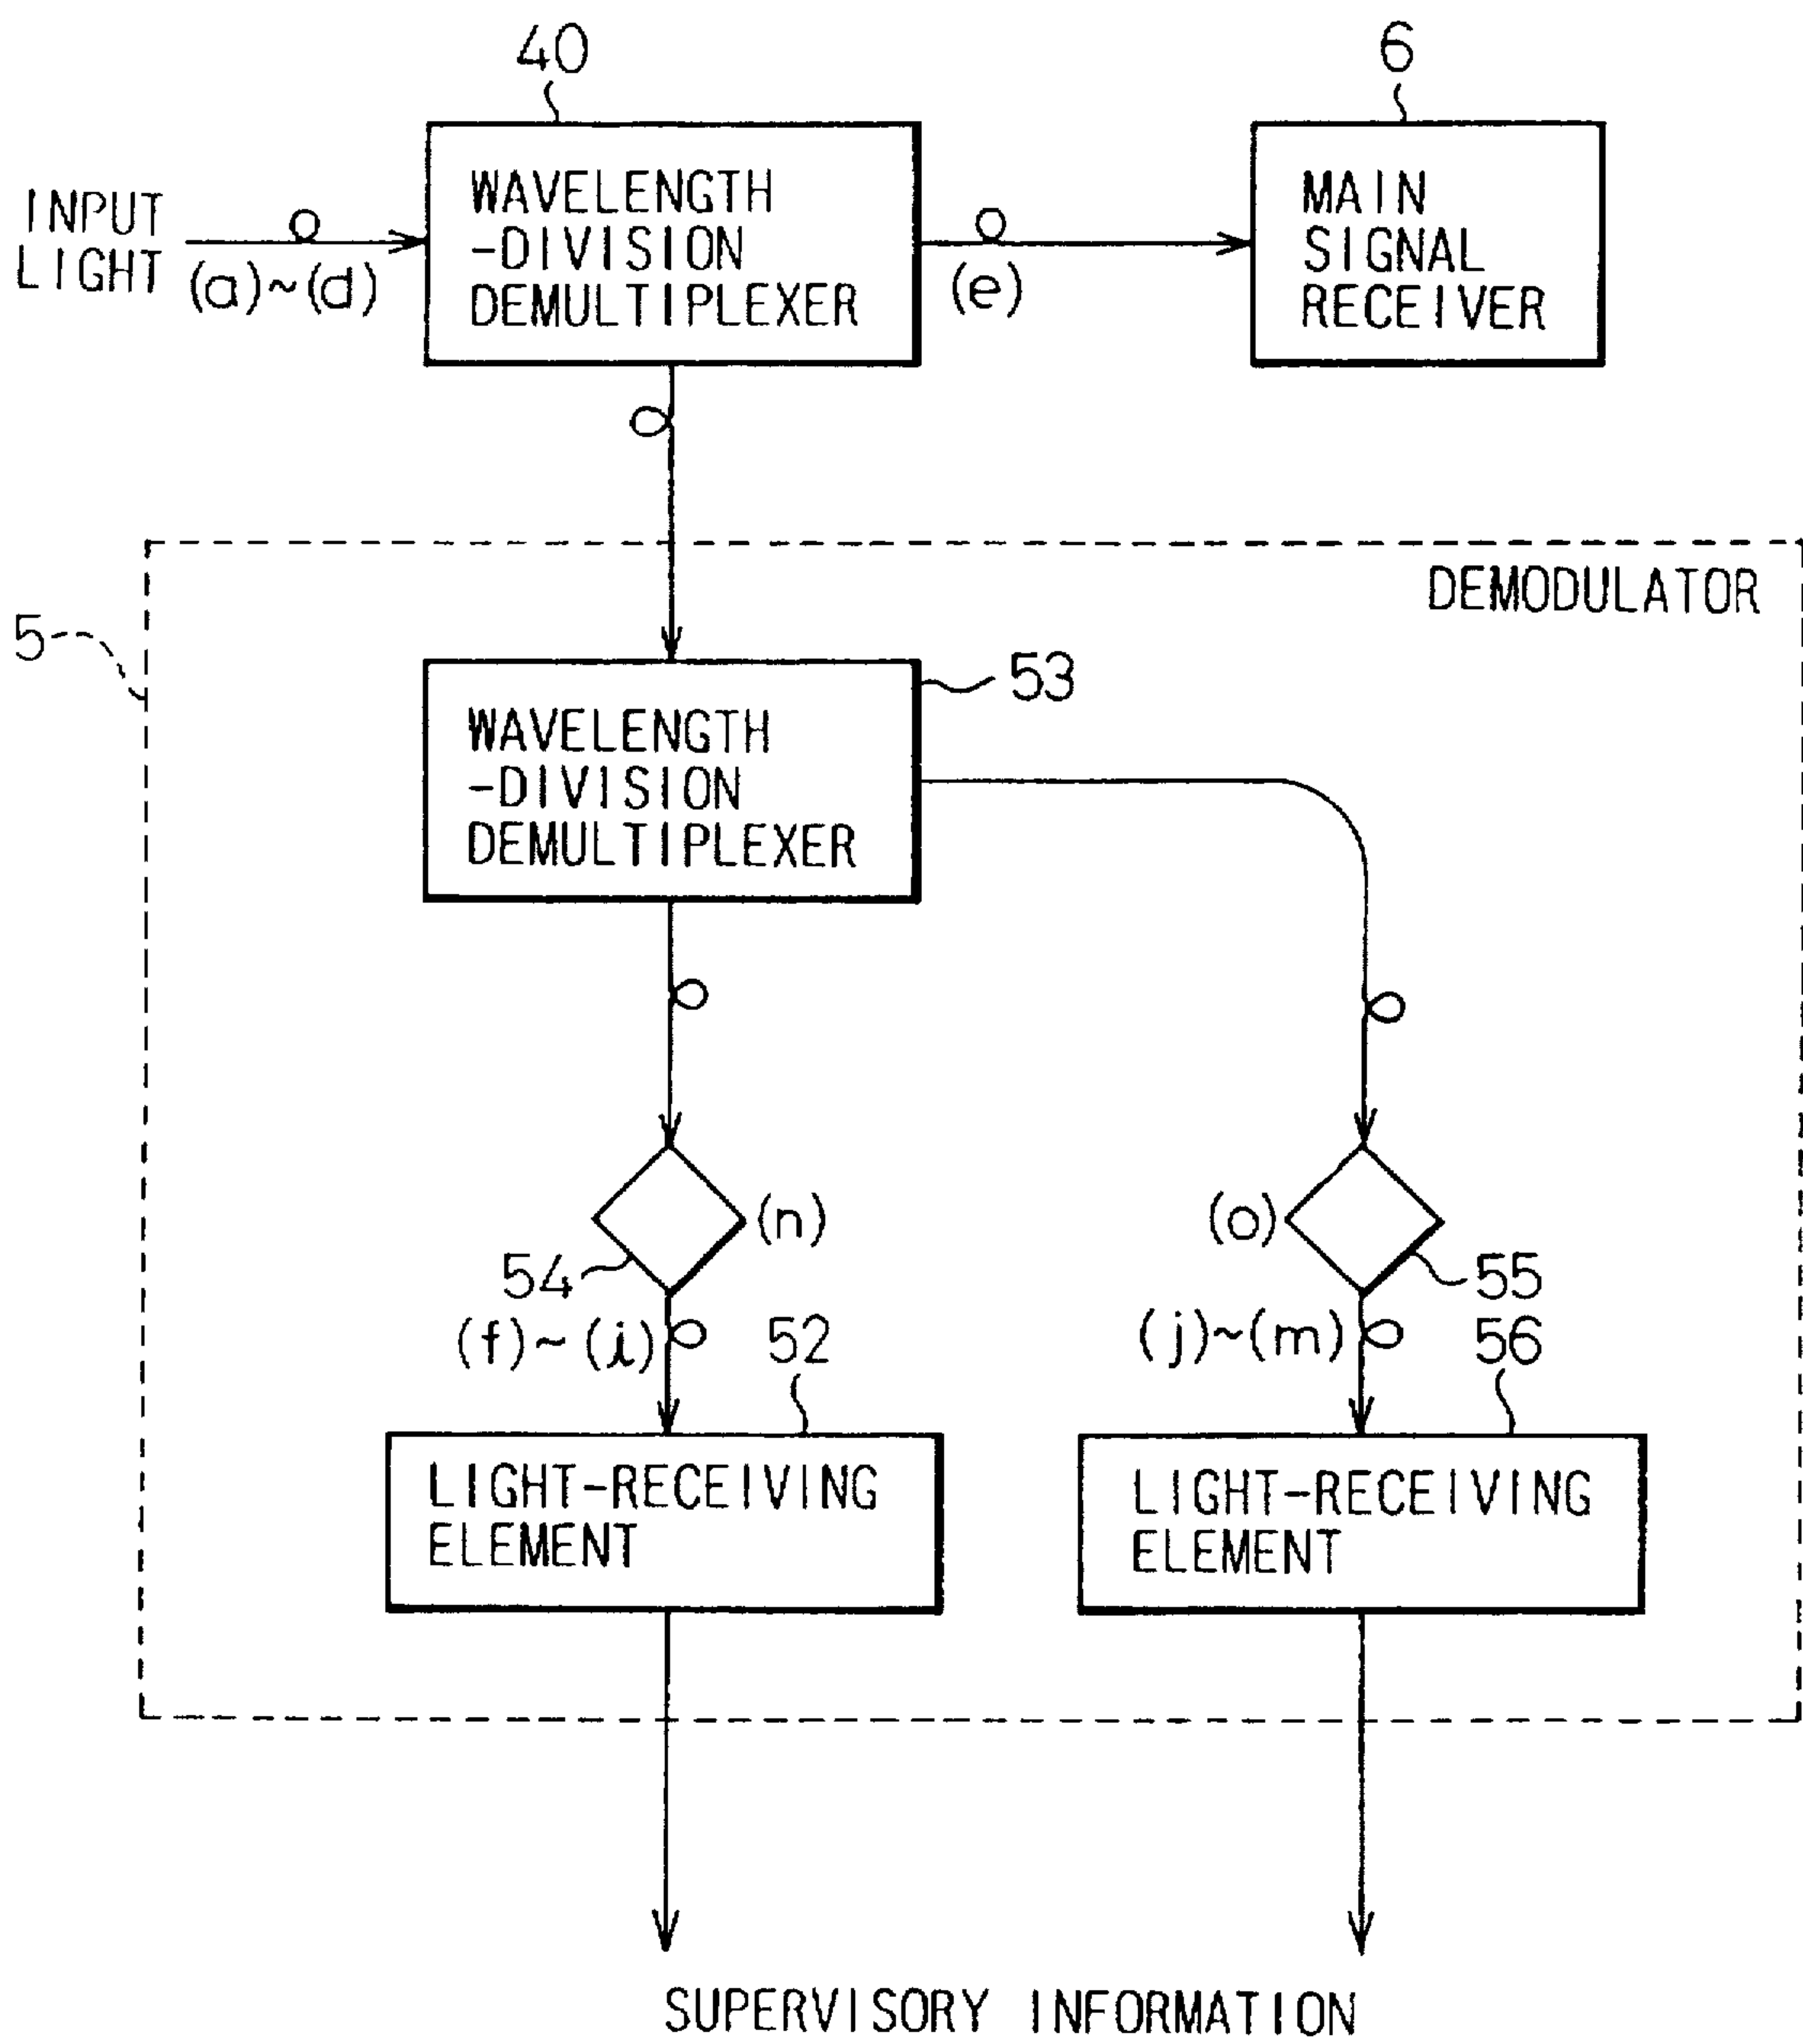 40
6
INPUT
LIGHT
(a)~(d)
WAVELENGTH
-DIVISION
DEMULTIPLEXER
(e)
MAIN
SIGNAL
RECEIVER
DEMODULATOR
5
53
WAVELENGTH
-DIVISION
DEMULTIPLEXER
(n)
(o)
54
55
(f)~(i)
52
(j)~(m)
56
LIGHT-RECEIVING
ELEMENT
LIGHT-RECEIVING
ELEMENT
SUPERVISORY INFORMATION